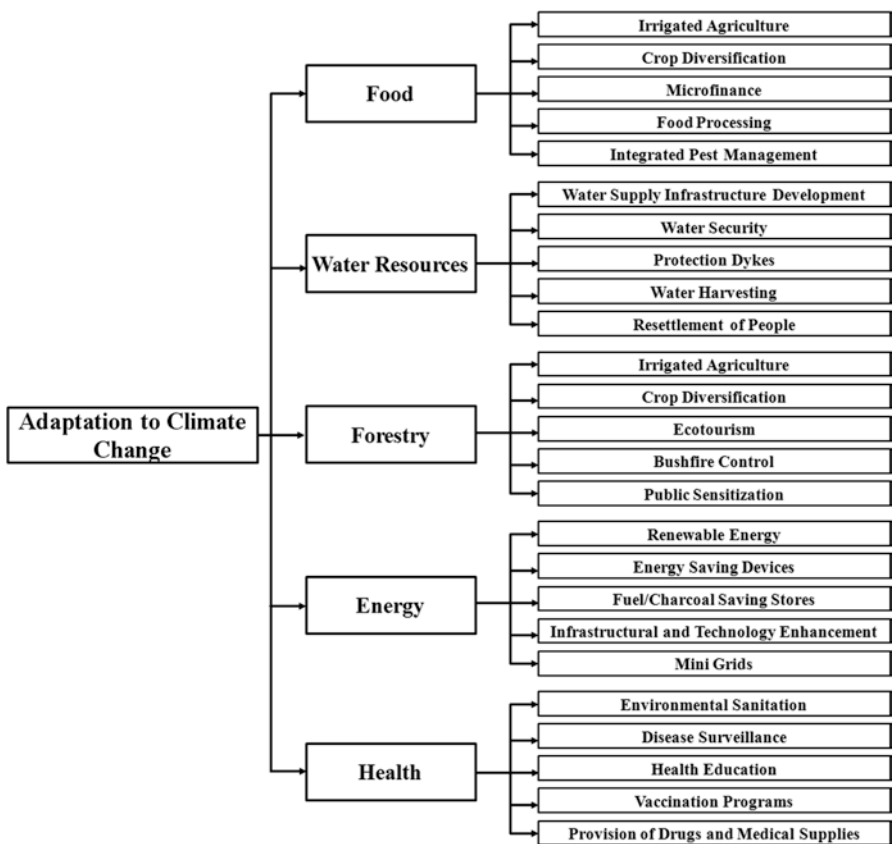 Adaptation to Climate
Change
Food
Irrigated Agriculture
Crop Diversification
Microfinance
Food Processing
Integrated Pest Management
Water Resources
Water Supply Infrastructure Development
Water Security
Protection Dykes
Water Harvesting
Resettlement of People
Forestry
Irrigated Agriculture
Crop Diversification
Ecotourism
Bushfire Control
Public Sensitization
Energy
Renewable Energy
Energy Saving Devices
Fuel/Charcoal Saving Stores
Infrastructural and Technology Enhancement
Mini Grids
Health
Environmental Sanitation
Disease Surveillance
Health Education
Vaccination Programs
Provision of Drugs and Medical Supplies